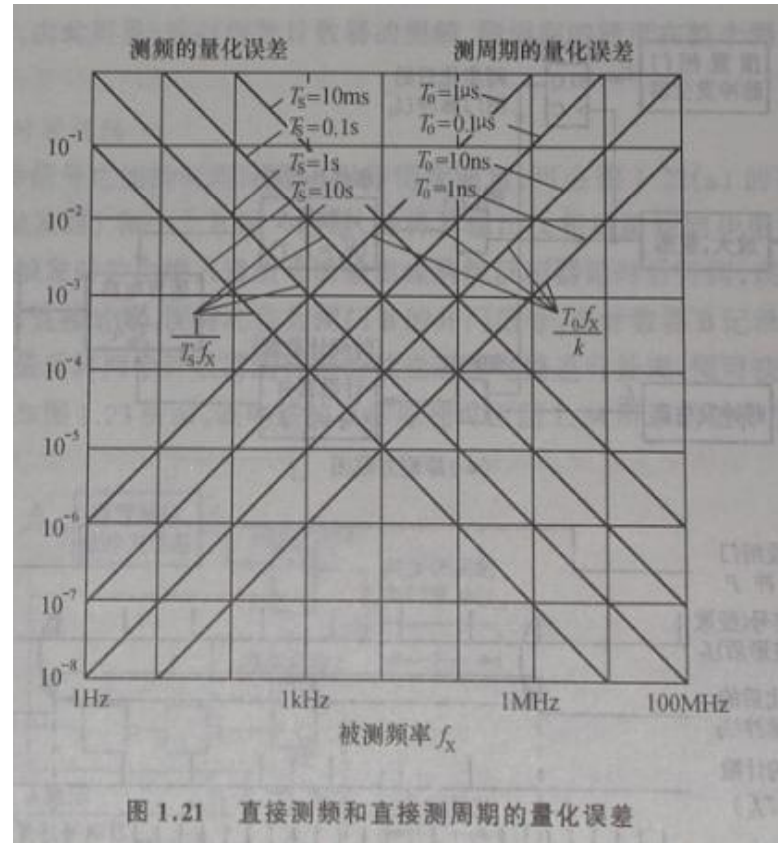 测频的量化误差
测周期的量化误差
Tₛ=10ms
Tₛ=0.1s
Tₛ=1s
Tₛ=10s
T₀=1μs
T₀=0.1μs
T₀=10ns
T₀=1ns
10⁻¹
10⁻²
10⁻³
10⁻⁴
10⁻⁵
10⁻⁶
10⁻⁷
10⁻⁸
1
Tₛfₓ
T₀fₓ
k
1Hz
1kHz
1MHz
100MHz
被测频率 fₓ
图 1.21 直接测频和直接测周期的量化误差